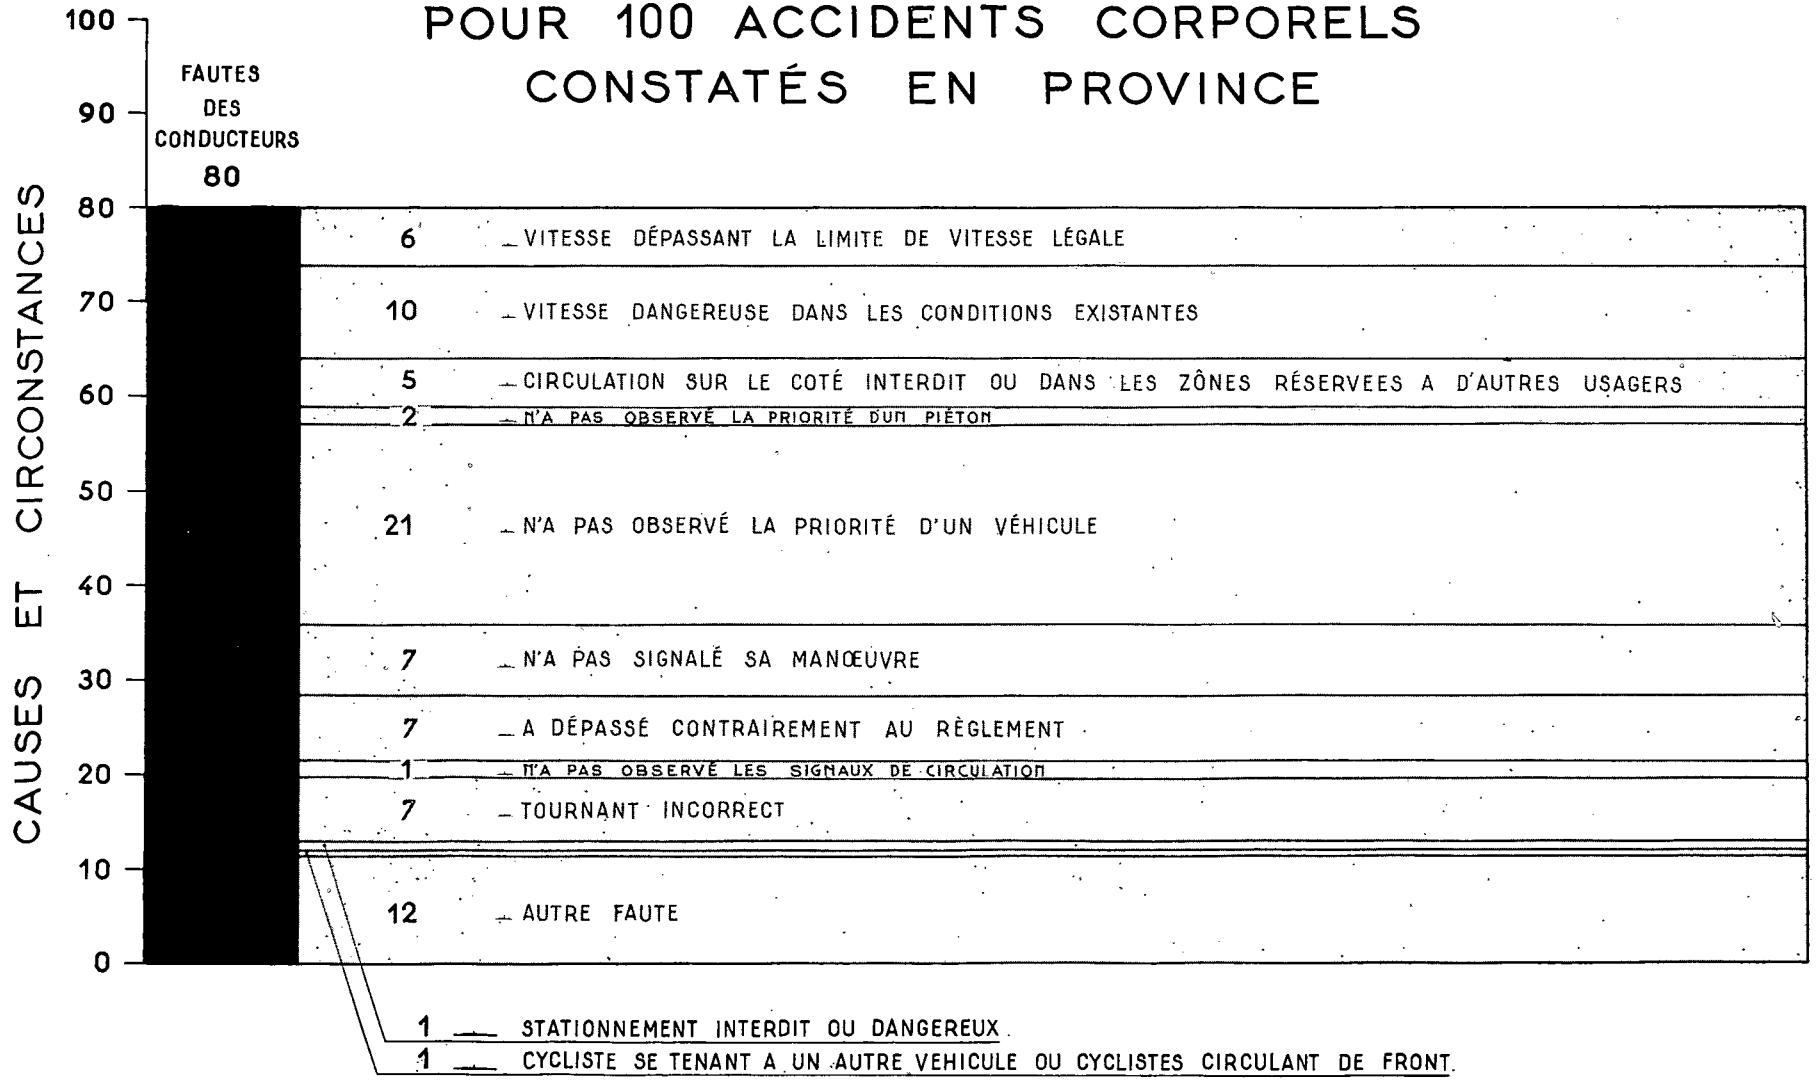 POUR 100 ACCIDENTS CORPORELS
CONSTATÉS EN PROVINCE
CAUSES ET CIRCONSTANCES
100
90
80
70
60
50
40
30
20
10
0
FAUTES
DES
CONDUCTEURS
80
6 _ VITESSE DÉPASSANT LA LIMITE DE VITESSE LÉGALE
10 _ VITESSE DANGEREUSE DANS LES CONDITIONS EXISTANTES
5 _ CIRCULATION SUR LE COTÉ INTERDIT OU DANS LES ZÔNES RÉSERVEES A D'AUTRES USAGERS
2 _ N'A PAS OBSERVÉ LA PRIORITÉ D'UN PIÉTON
21 _ N'A PAS OBSERVÉ LA PRIORITÉ D'UN VÉHICULE
7 _ N'A PAS SIGNALÉ SA MANŒUVRE
7 _ A DÉPASSÉ CONTRAIREMENT AU RÈGLEMENT
1 _ N'A PAS OBSERVÉ LES SIGNAUX DE CIRCULATION
7 _ TOURNANT INCORRECT
12 _ AUTRE FAUTE
1 _ STATIONNEMENT INTERDIT OU DANGEREUX
1 _ CYCLISTE SE TENANT A UN AUTRE VEHICULE OU CYCLISTES CIRCULANT DE FRONT.